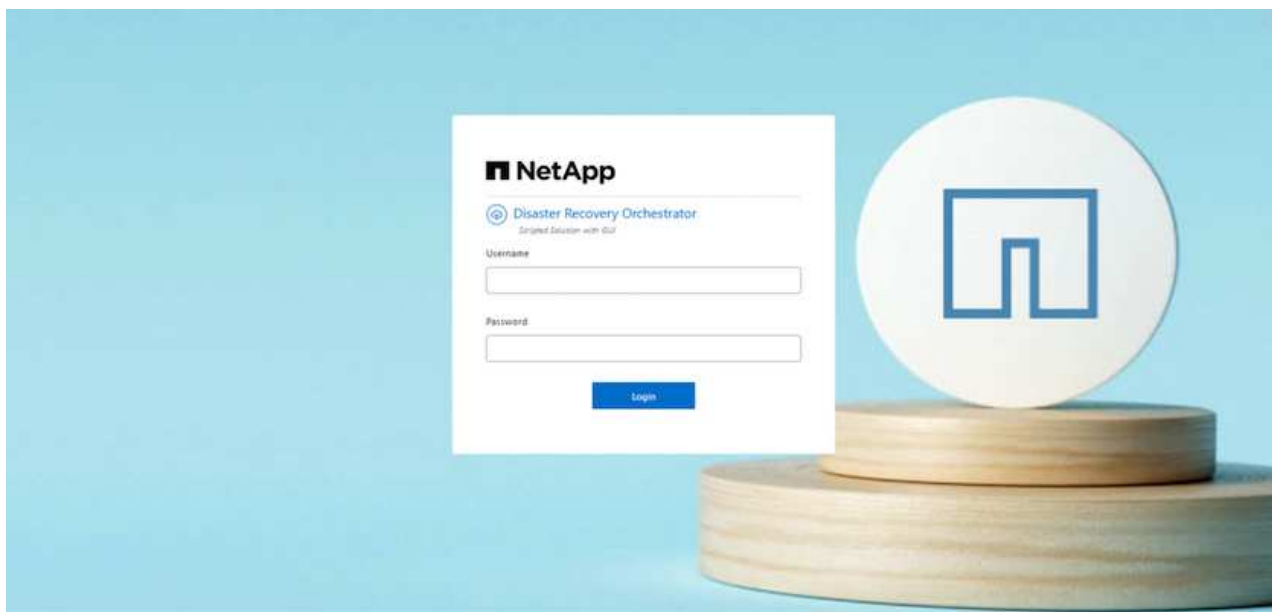 NetApp
Disaster Recovery Orchestrator
Scripted Solution with GUI
Username
Password
Login